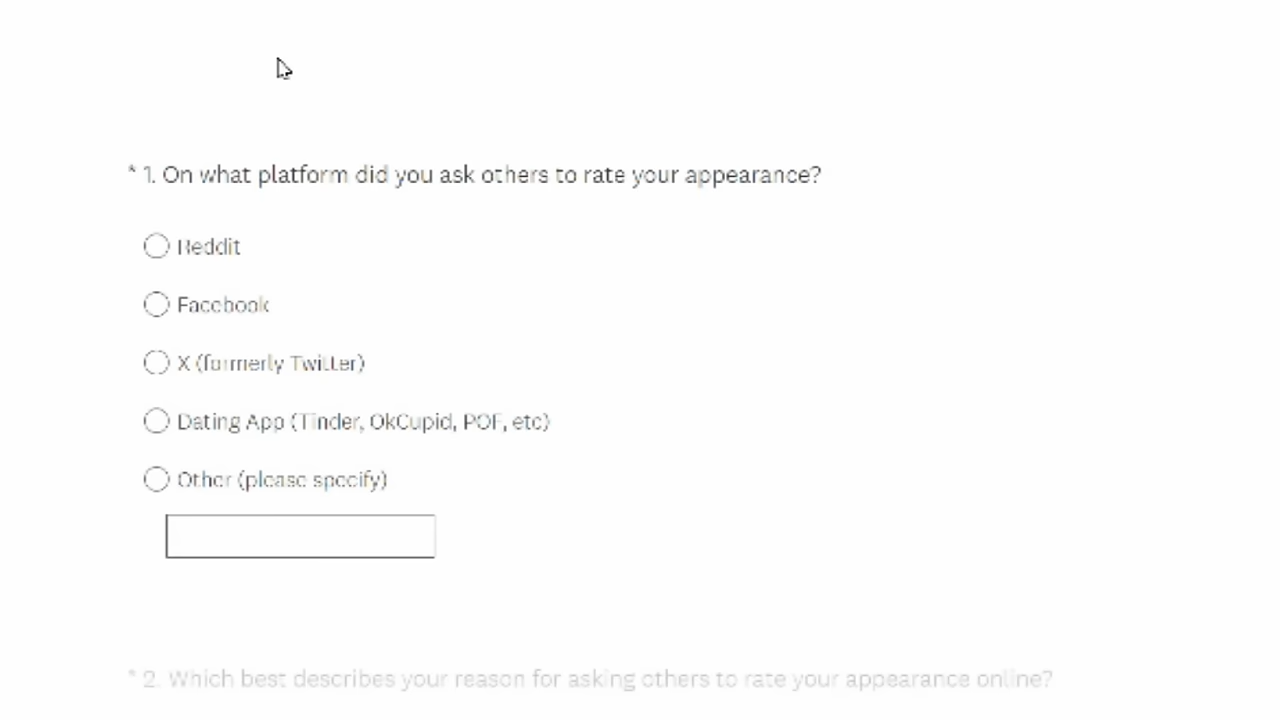 * 1. On what platform did you ask others to rate your appearance?
Reddit
Facebook
X (formerly Twitter)
Dating App (Tinder, OkCupid, POF, etc)
Other (please specify)
* 2. Which best describes your reason for asking others to rate your appearance online?